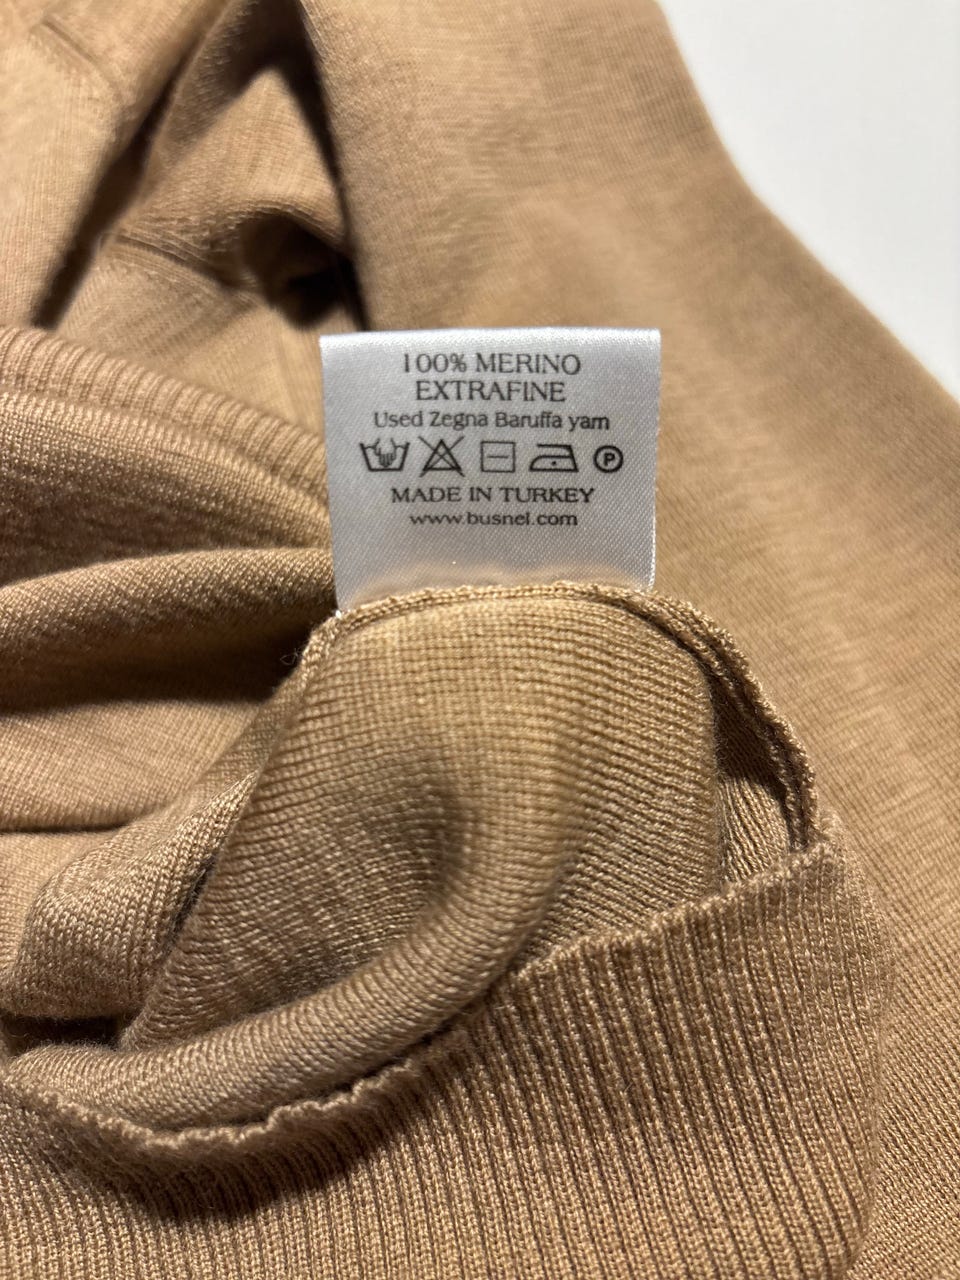 100% MERINO
EXTRAFINE
Used Zegna Baruffa yarn
P
MADE IN TURKEY
www.busnel.com